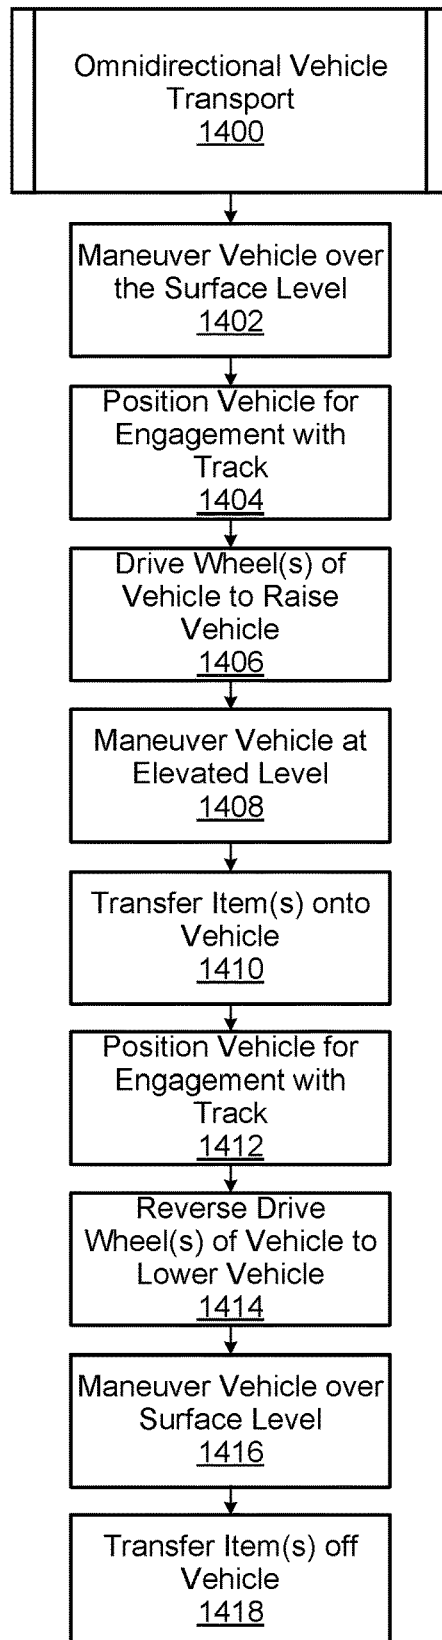 Omnidirectional Vehicle
Transport
1400
Maneuver Vehicle over
the Surface Level
1402
Position Vehicle for
Engagement with
Track
1404
Drive Wheel(s) of
Vehicle to Raise
Vehicle
1406
Maneuver Vehicle at
Elevated Level
1408
Transfer Item(s) onto
Vehicle
1410
Position Vehicle for
Engagement with
Track
1412
Reverse Drive
Wheel(s) of Vehicle to
Lower Vehicle
1414
Maneuver Vehicle over
Surface Level
1416
Transfer Item(s) off
Vehicle
1418